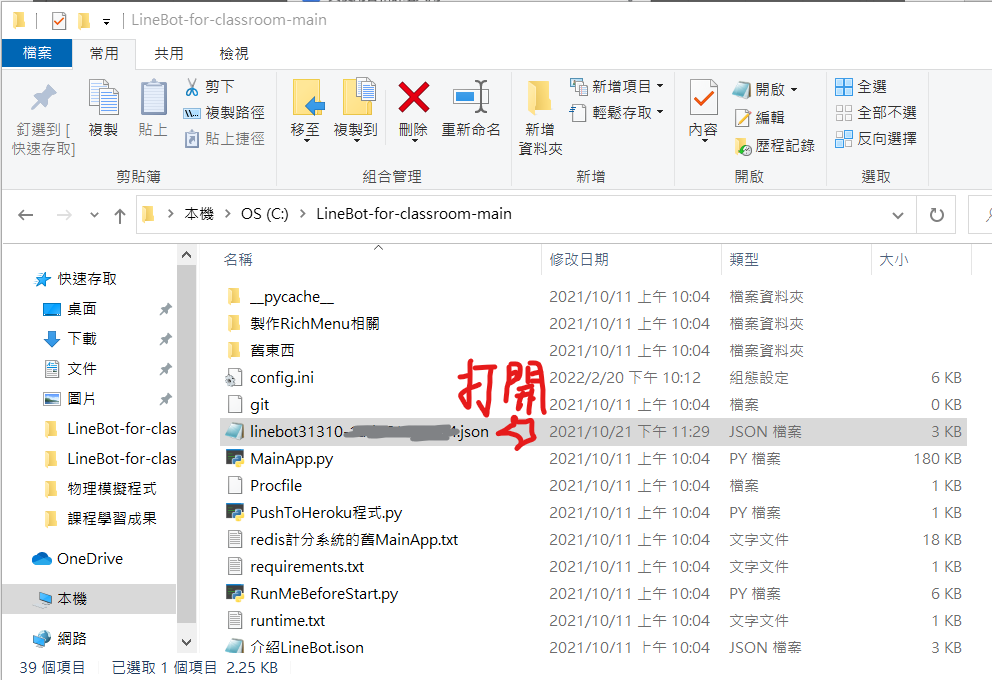 LineBot-for-classroom-main
檔案 常用 共用 檢視
釘選到 [快速存取]
複製
貼上
剪下
複製路徑
貼上捷徑
剪貼簿
移至
複製到
刪除
重新命名
組合管理
新增資料夾
新增項目
輕鬆存取
新增
內容
開啟
編輯
歷程記錄
開啟
全選
全部不選
反向選擇
選取
本機 > OS (C:) > LineBot-for-classroom-main
快速存取
桌面
下載
文件
圖片
LineBot-for-clas
LineBot-for-clas
物理模擬程式
課程學習成果
OneDrive
本機
網路
名稱 修改日期 類型 大小
__pycache__ 2021/10/11 上午 10:04 檔案資料夾
製作RichMenu相關 2021/10/11 上午 10:04 檔案資料夾
舊東西 2021/10/11 上午 10:04 檔案資料夾
config.ini 2022/2/20 下午 10:12 組態設定 6 KB
git 2021/10/11 上午 10:04 檔案 0 KB
打開
linebot31310- .json 2021/10/21 下午 11:29 JSON 檔案 3 KB
MainApp.py 2021/10/11 上午 10:04 PY 檔案 180 KB
Procfile 2021/10/11 上午 10:04 檔案 1 KB
PushToHeroku程式.py 2021/10/11 上午 10:04 PY 檔案 1 KB
redis計分系統的舊MainApp.txt 2021/10/11 上午 10:04 文字文件 18 KB
requirements.txt 2021/10/11 上午 10:04 文字文件 1 KB
RunMeBeforeStart.py 2021/10/11 上午 10:04 PY 檔案 6 KB
runtime.txt 2021/10/11 上午 10:04 文字文件 1 KB
介紹LineBot.json 2021/10/11 上午 10:04 JSON 檔案 3 KB
39 個項目 已選取 1 個項目 2.25 KB